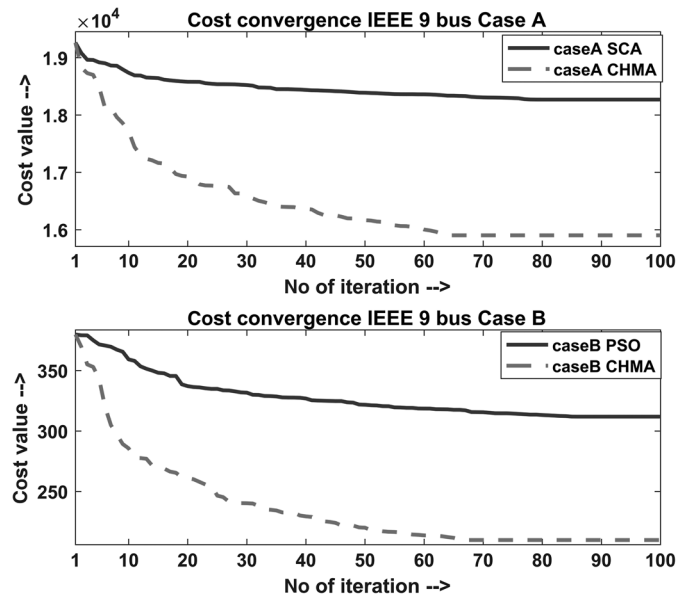 Cost convergence IEEE 9 bus Case A
×10⁴
1.9
1.8
1.7
1.6
Cost value -->
caseA SCA
caseA CHMA
1 10 20 30 40 50 60 70 80 90 100
No of iteration -->
Cost convergence IEEE 9 bus Case B
350
300
250
Cost value -->
caseB PSO
caseB CHMA
1 10 20 30 40 50 60 70 80 90 100
No of iteration -->